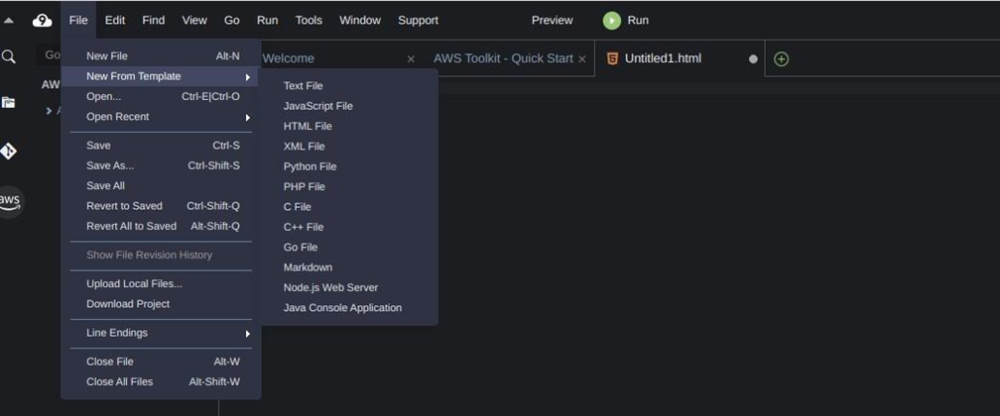 9 File Edit Find View Go Run Tools Window Support Preview Run
Go
Welcome × AWS Toolkit - Quick Start × 5 Untitled1.html
AW
A
aws
New File Alt-N
New From Template
Open... Ctrl-E|Ctrl-O
Open Recent
Save Ctrl-S
Save As... Ctrl-Shift-S
Save All
Revert to Saved Ctrl-Shift-Q
Revert All to Saved Alt-Shift-Q
Show File Revision History
Upload Local Files...
Download Project
Line Endings
Close File Alt-W
Close All Files Alt-Shift-W
Text File
JavaScript File
HTML File
XML File
Python File
PHP File
C File
C++ File
Go File
Markdown
Node.js Web Server
Java Console Application